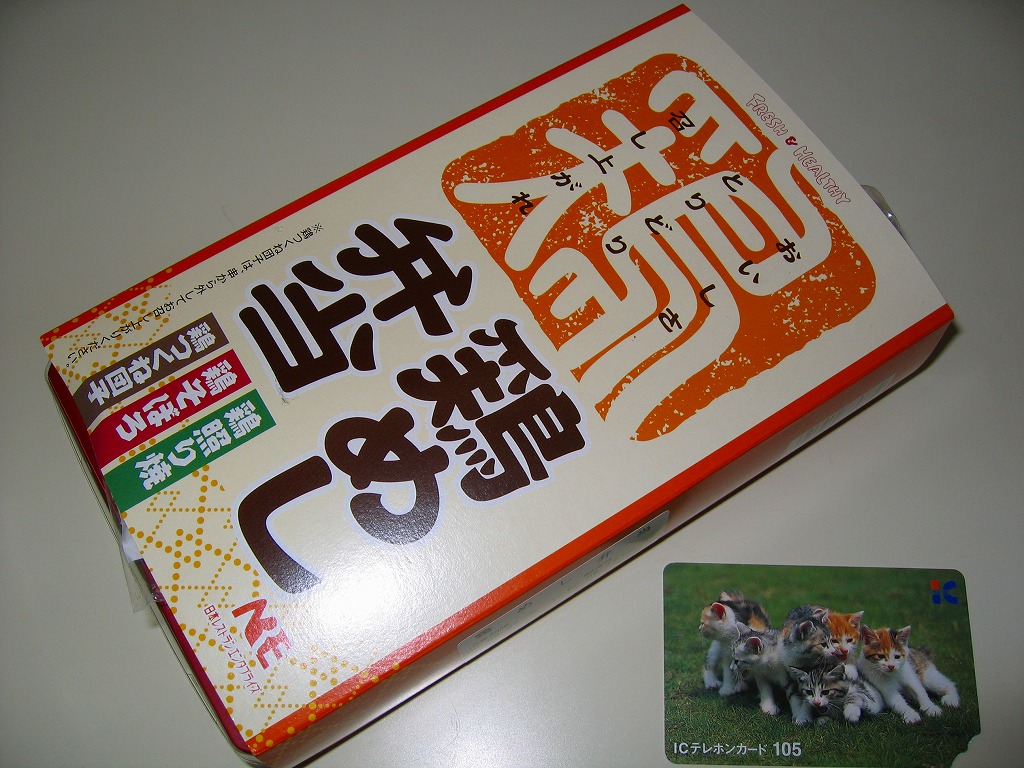 FRESH & HEALTHY
おいしさ
とりどり
召し上がれ
鶏
鶏めし
弁当
※鶏つくね団子は、串から外してお召し上がりください
鶏つくね団子
鶏そぼろ
鶏照り焼
NRE
日本レストランエンタプライズ
IC
ICテレホンカード 105